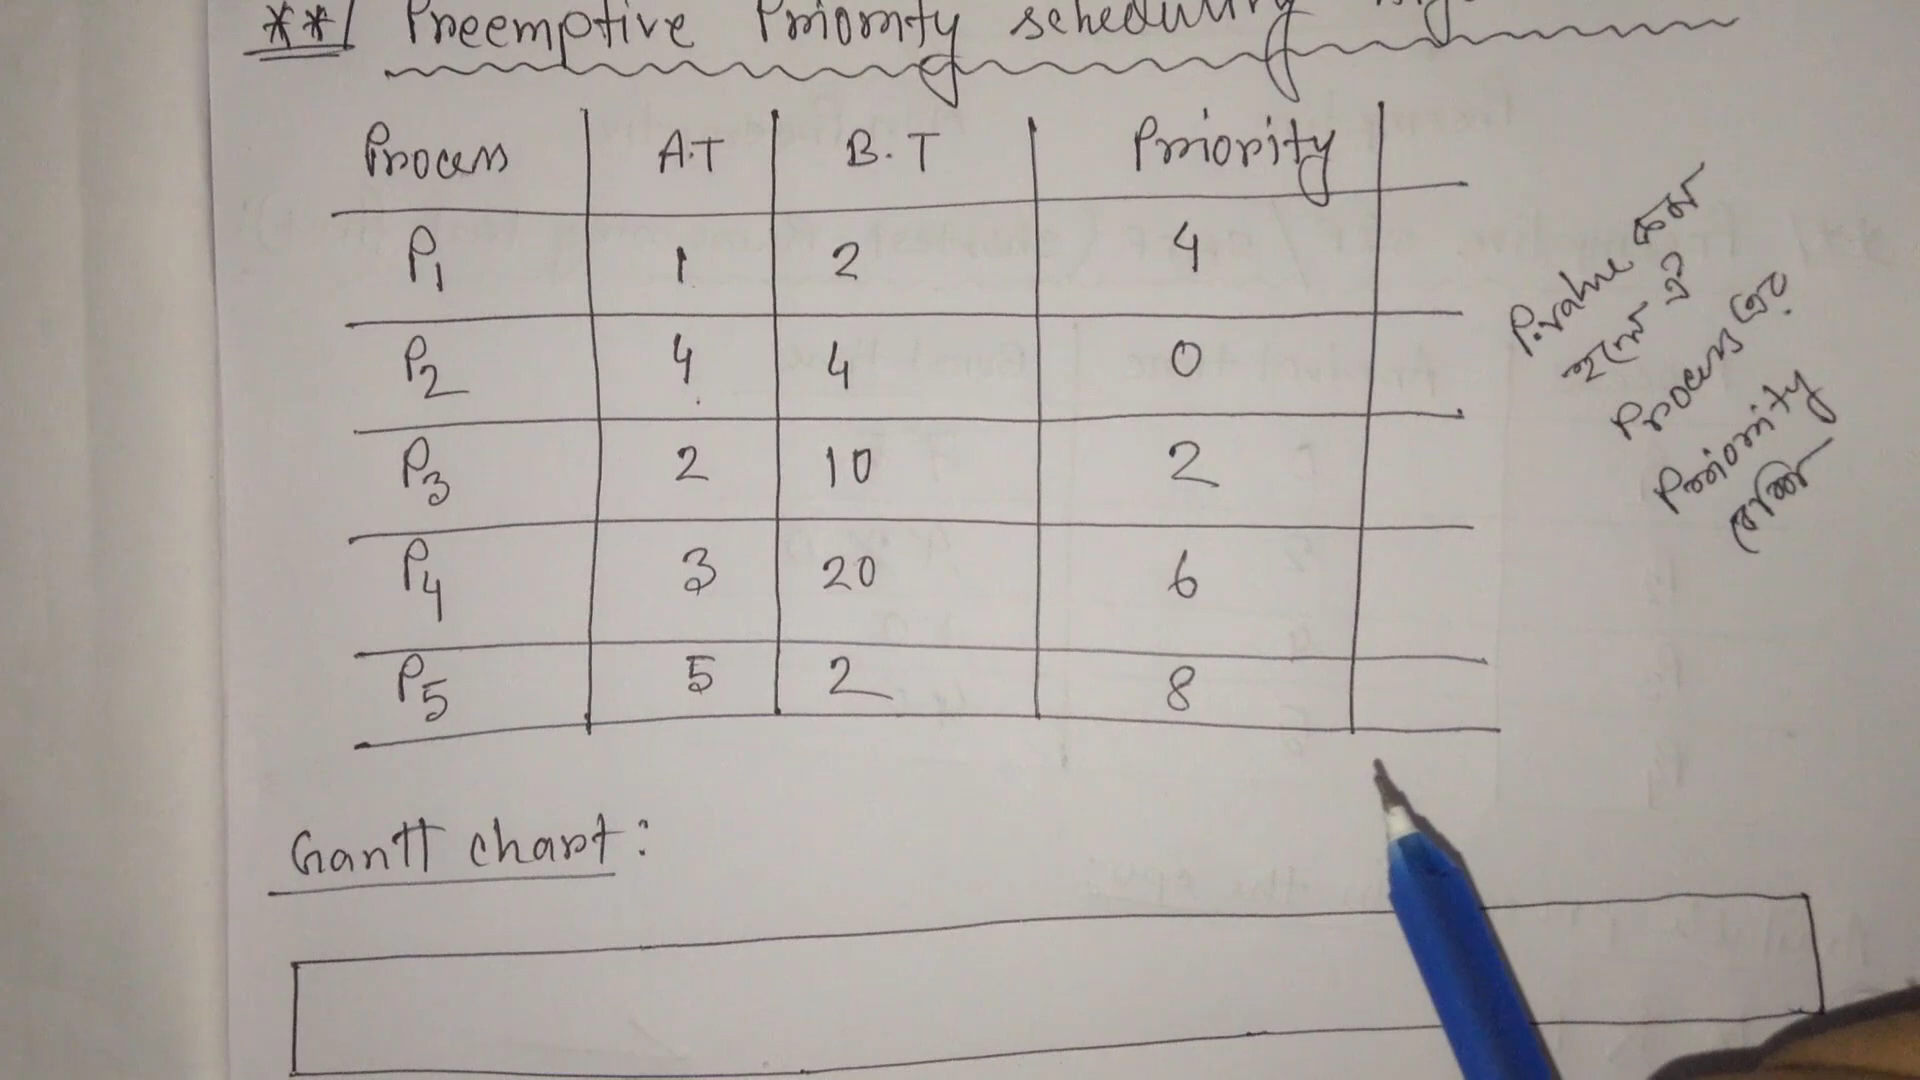 **| Preemptive Priority scheduling
Process A.T B.T Priority
P1 1 2 4
P2 4 4 0
P3 2 10 2
P4 3 20 6
P5 5 2 8
P.value কম
হলে ঐ
Process এর
Priority
বেশি
Gantt chart: